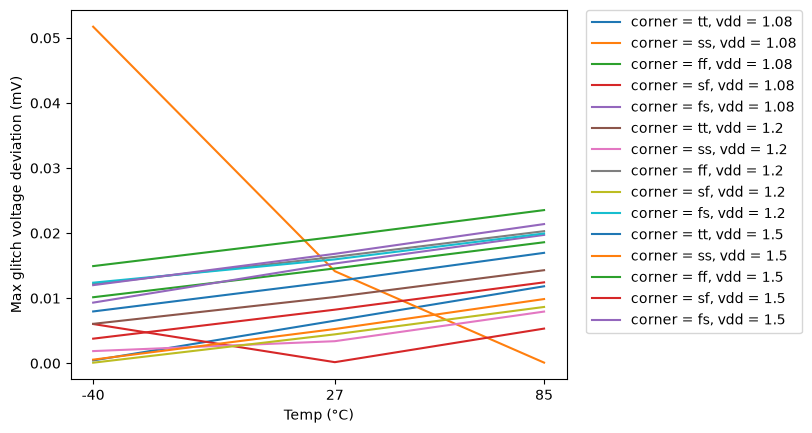 0.05
0.04
0.03
0.02
0.01
0.00
Max glitch voltage deviation (mV)
-40
27
85
Temp (°C)
corner = tt, vdd = 1.08
corner = ss, vdd = 1.08
corner = ff, vdd = 1.08
corner = sf, vdd = 1.08
corner = fs, vdd = 1.08
corner = tt, vdd = 1.2
corner = ss, vdd = 1.2
corner = ff, vdd = 1.2
corner = sf, vdd = 1.2
corner = fs, vdd = 1.2
corner = tt, vdd = 1.5
corner = ss, vdd = 1.5
corner = ff, vdd = 1.5
corner = sf, vdd = 1.5
corner = fs, vdd = 1.5